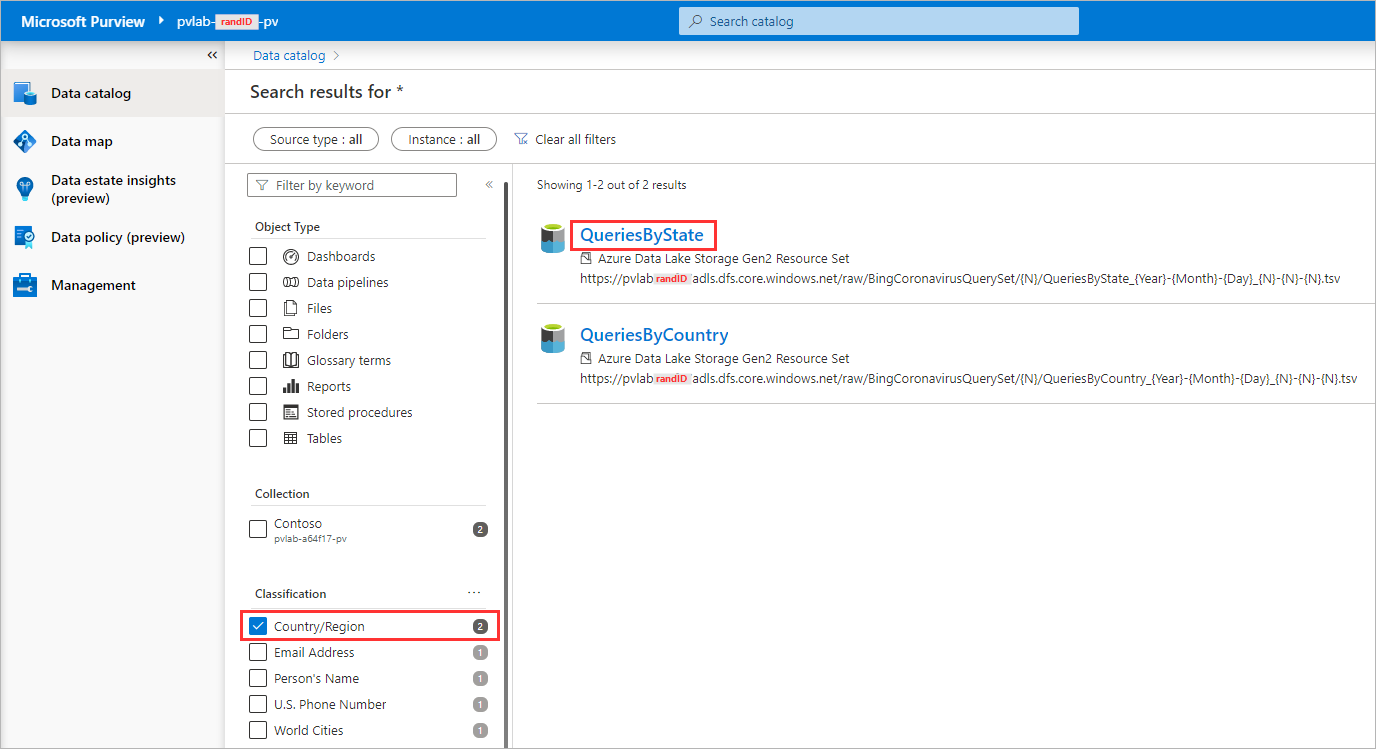 Microsoft Purview pvlab-randID-pv
Search catalog
Data catalog
Data map
Data estate insights
(preview)
Data policy (preview)
Management
Data catalog
Search results for *
Source type : all
Instance : all
Clear all filters
Filter by keyword
Object Type
Dashboards
Data pipelines
Files
Folders
Glossary terms
Reports
Stored procedures
Tables
Collection
Contoso 2
pvlab-a64f17-pv
Classification ...
Country/Region 2
Email Address 1
Person's Name 1
U.S. Phone Number 1
World Cities 1
Showing 1-2 out of 2 results
QueriesByState
Azure Data Lake Storage Gen2 Resource Set
https://pvlabrandIDadls.dfs.core.windows.net/raw/BingCoronavirusQuerySet/{N}/QueriesByState_{Year}-{Month}-{Day}_{N}-{N}-{N}.tsv
QueriesByCountry
Azure Data Lake Storage Gen2 Resource Set
https://pvlabrandIDadls.dfs.core.windows.net/raw/BingCoronavirusQuerySet/{N}/QueriesByCountry_{Year}-{Month}-{Day}_{N}-{N}-{N}.tsv